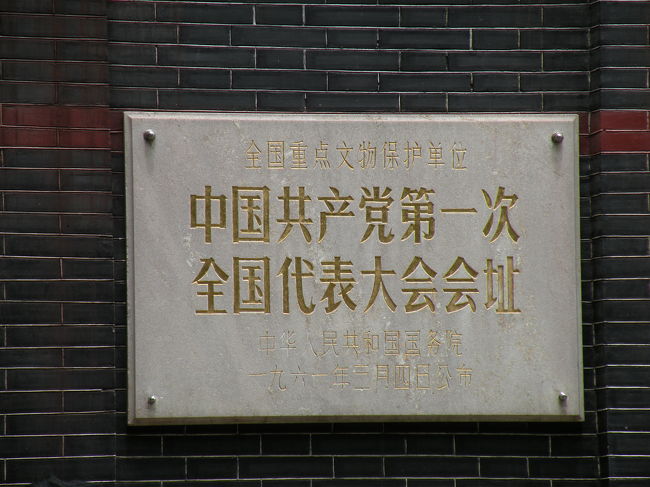 全国重点文物保护单位
中国共产党第一次
全国代表大会会址
中华人民共和国国务院
一九六一年三月四日公布